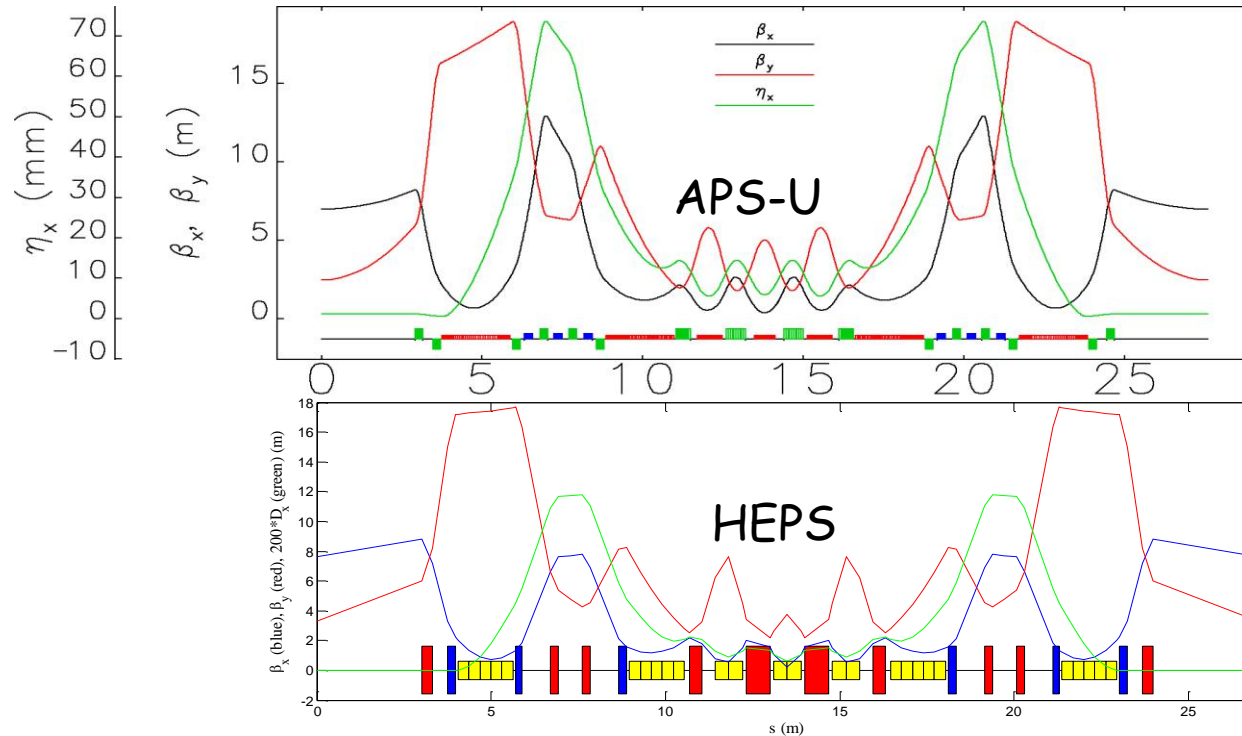 70
60
50
40
30
20
10
0
−10
η_x (mm)
15
10
5
0
β_x, β_y (m)
β_x
β_y
η_x
APS-U
0 5 10 15 20 25
18
16
14
12
10
8
6
4
2
0
-2
β_x (blue), β_y (red), 200*D_x (green) (m)
HEPS
0 5 10 15 20 25
s (m)